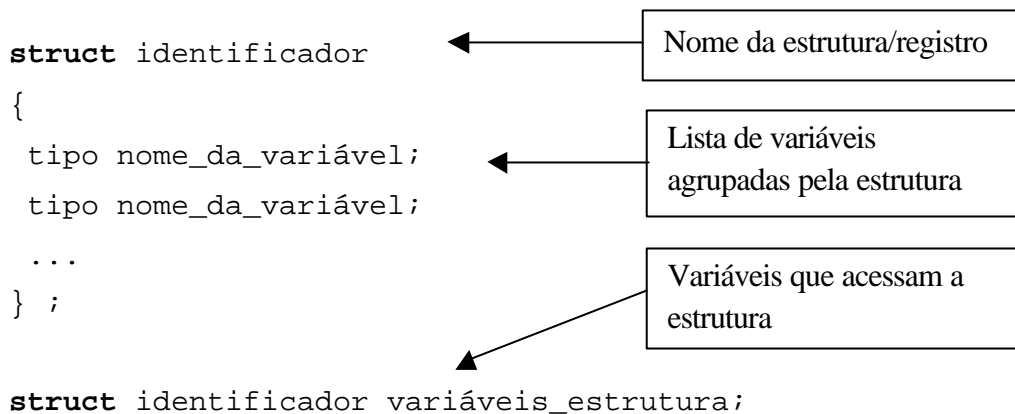 struct identificador
Nome da estrutura/registro
{
tipo nome_da_variável;
Lista de variáveis
agrupadas pela estrutura
tipo nome_da_variável;
...
} ;
Variáveis que acessam a
estrutura
struct identificador variáveis_estrutura;